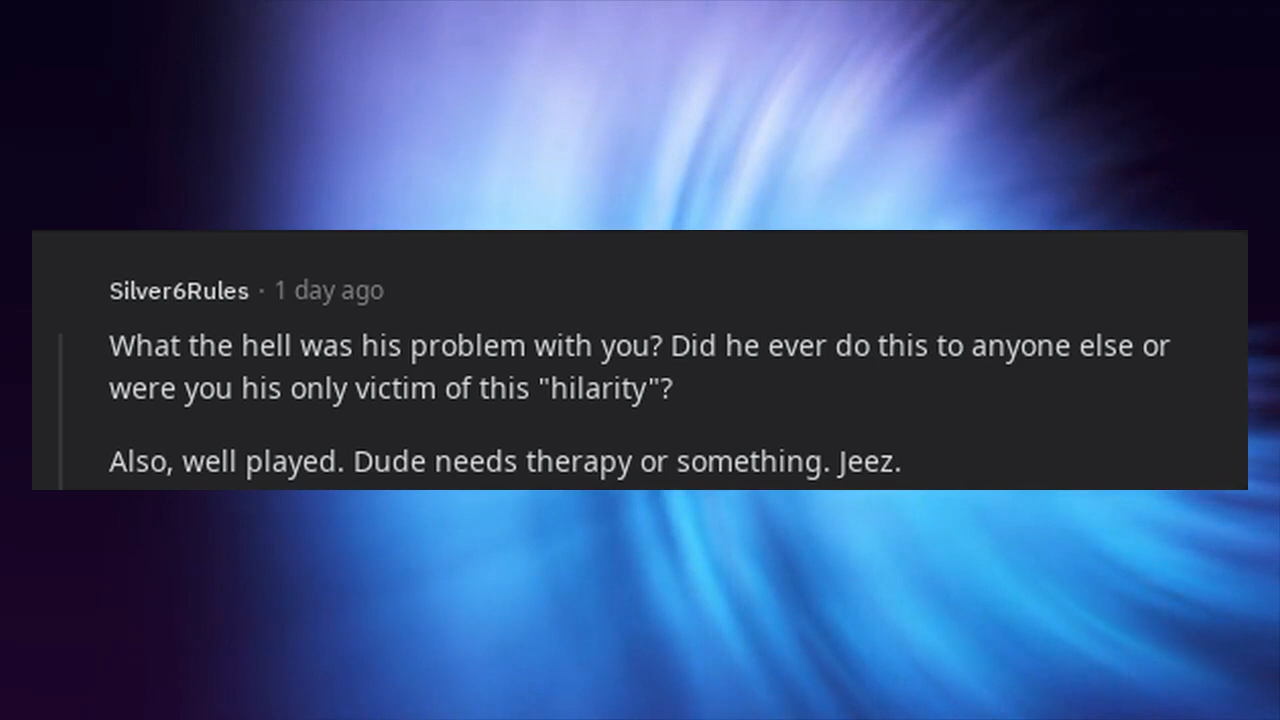 Silver6Rules · 1 day ago
What the hell was his problem with you? Did he ever do this to anyone else or
were you his only victim of this "hilarity"?
Also, well played. Dude needs therapy or something. Jeez.